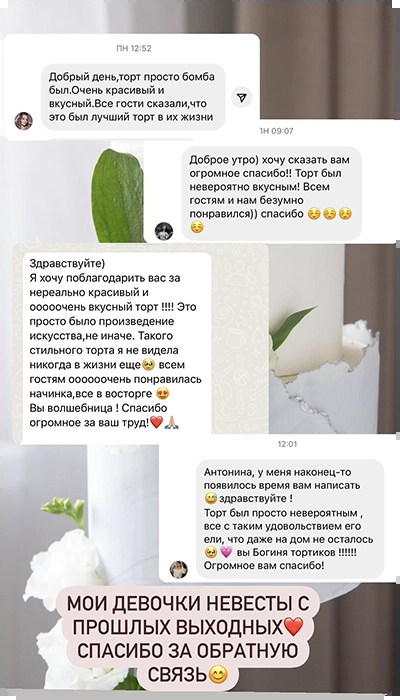 ПН 12:52
Добрый день,торт просто бомба
был.Очень красивый и
вкусный.Все гости сказали,что
это был лучший торт в их жизни
ПН 09:07
Доброе утро) хочу сказать вам
огромное спасибо!! Торт был
невероятно вкусным! Всем
гостям и нам безумно
понравился)) спасибо ☺️☺️☺️
☺️
Здравствуйте)
Я хочу поблагодарить вас за
нереально красивый и
оооооочень вкусный торт !!!! Это
просто было произведение
искусства,не иначе. Такого
стильного торта я не видела
никогда в жизни еще🥹 всем
гостям ооооооочень понравилась
начинка,все в восторге 😍
Вы волшебница ! Спасибо
огромное за ваш труд!❤️🙏🏼
12:01
Антонина, у меня наконец-то
появилось время вам написать
😅здравствуйте !
Торт был просто невероятным ,
все с таким удовольствием его
ели, что даже на дом не осталось
🥹💗 вы Богиня тортиков !!!!!!
Огромное вам спасибо!
МОИ ДЕВОЧКИ НЕВЕСТЫ С
ПРОШЛЫХ ВЫХОДНЫХ❤️
СПАСИБО ЗА ОБРАТНУЮ
СВЯЗЬ😊